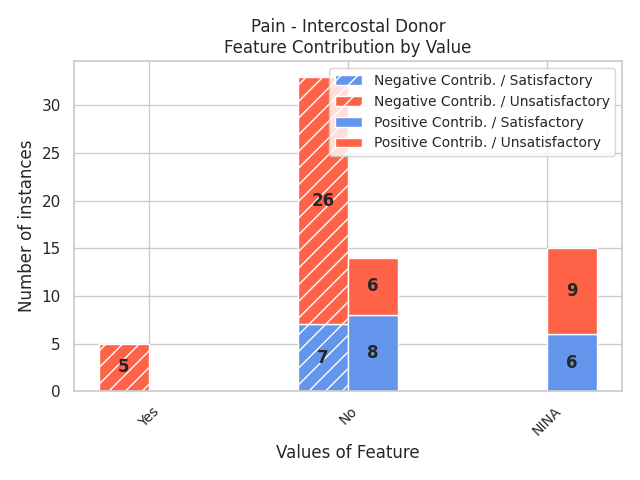 Pain - Intercostal Donor
Feature Contribution by Value
Negative Contrib. / Satisfactory
Negative Contrib. / Unsatisfactory
Positive Contrib. / Satisfactory
Positive Contrib. / Unsatisfactory
Number of instances
30
25
20
15
10
5
0
5
26
7
6
8
9
6
Yes
No
NINA
Values of Feature